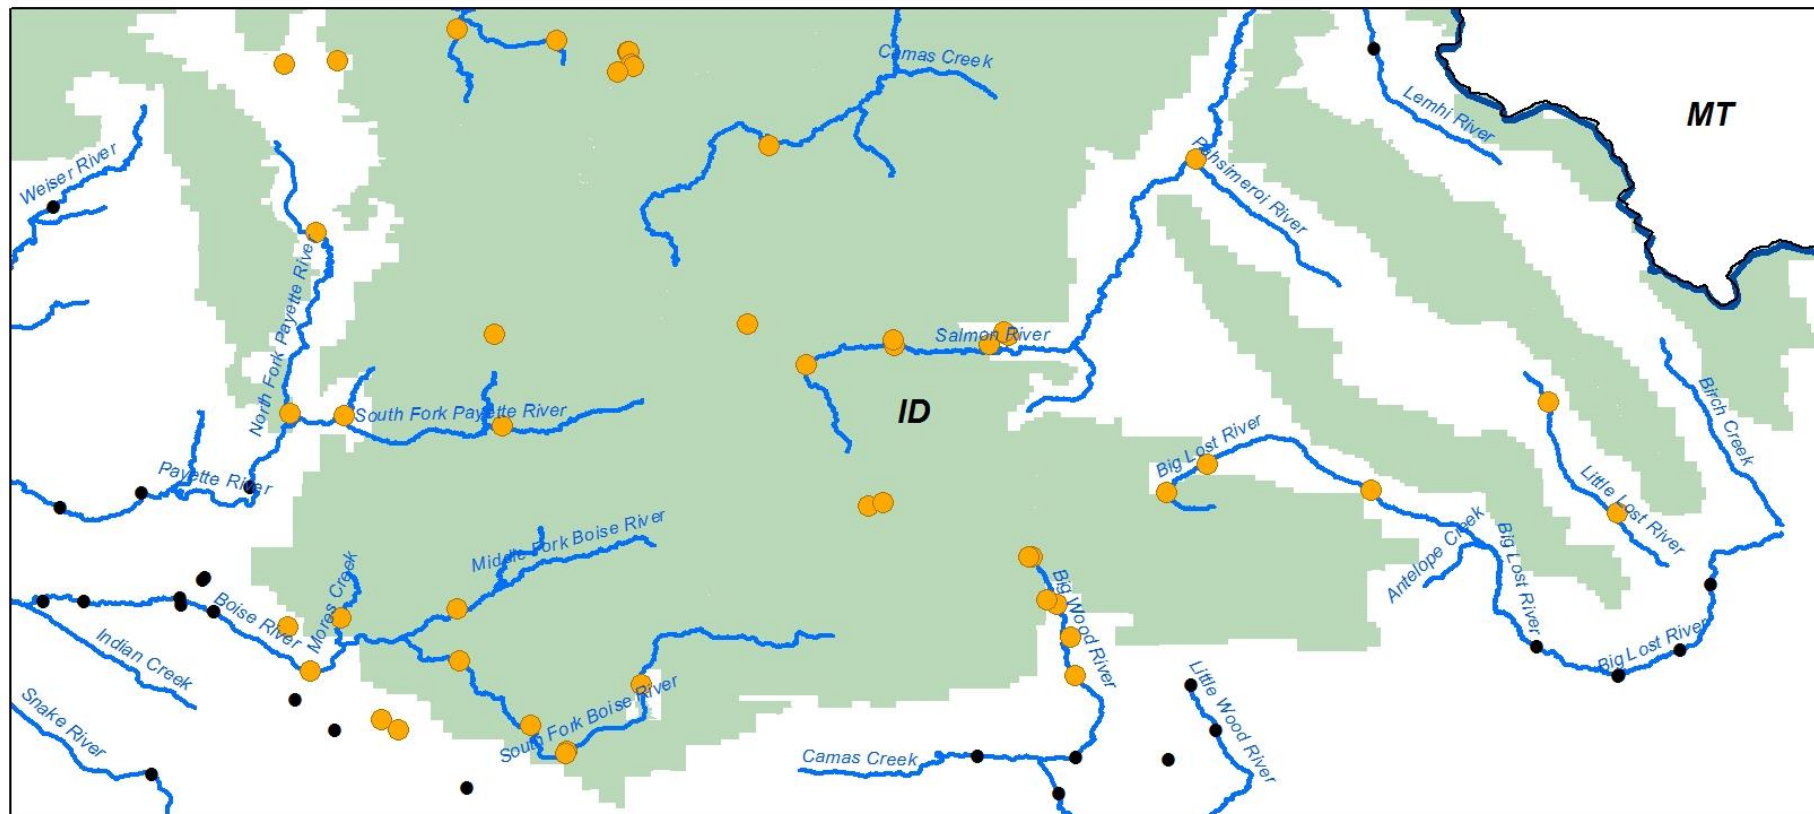 Camas Creek
MT
Lemhi River
Weiser River
Pahsimeroi River
North Fork Payette River
Salmon River
South Fork Payette River
ID
Birch Creek
Big Lost River
Payette River
Little Lost River
Antelope Creek
Big Lost River
Middle Fork Boise River
Mores Creek
Boise River
Big Wood River
Indian Creek
Big Lost River
Snake River
South Fork Boise River
Little Wood River
Camas Creek